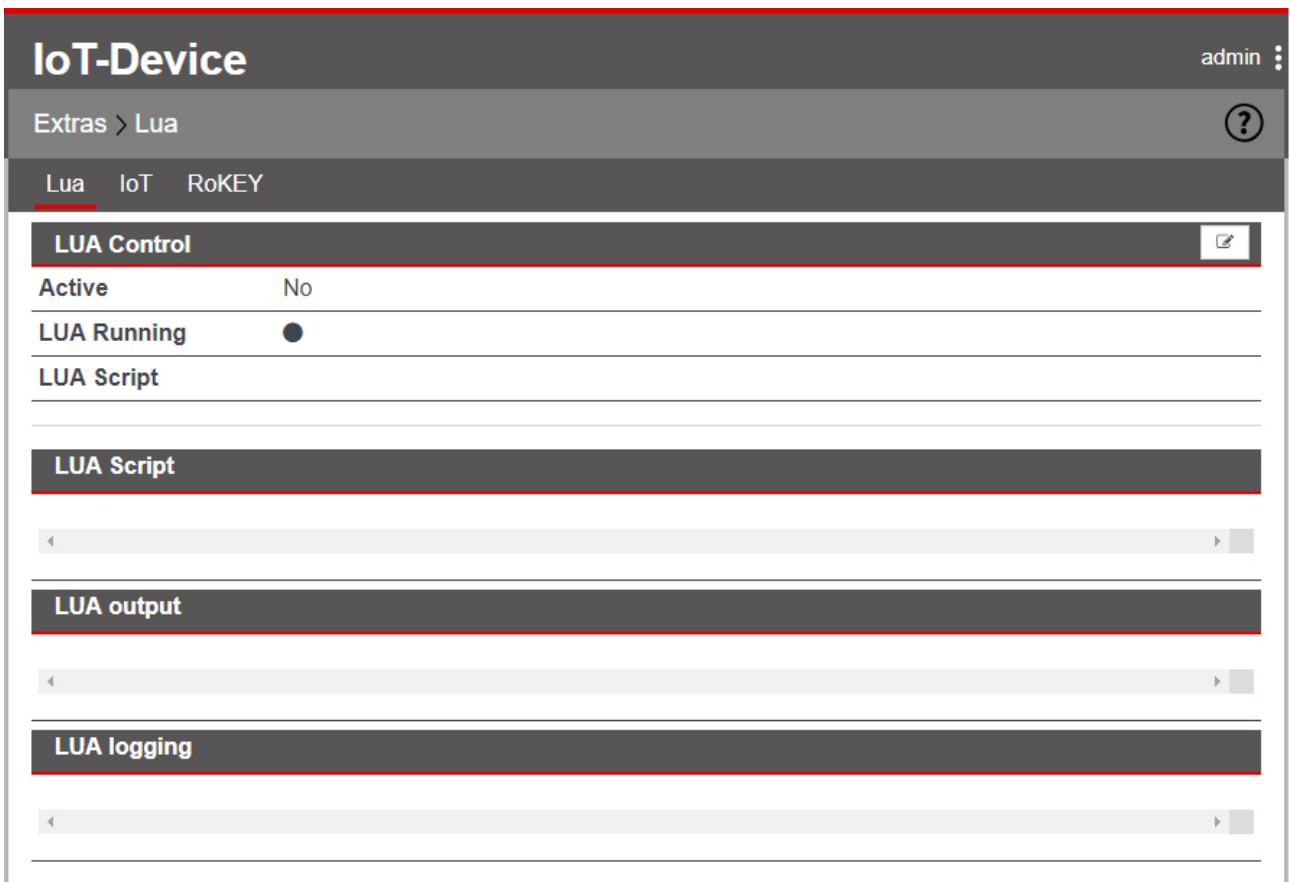 IoT-Device
admin
Extras > Lua
?
Lua IoT RoKEY
LUA Control
Active No
LUA Running
LUA Script
LUA Script
LUA output
LUA logging